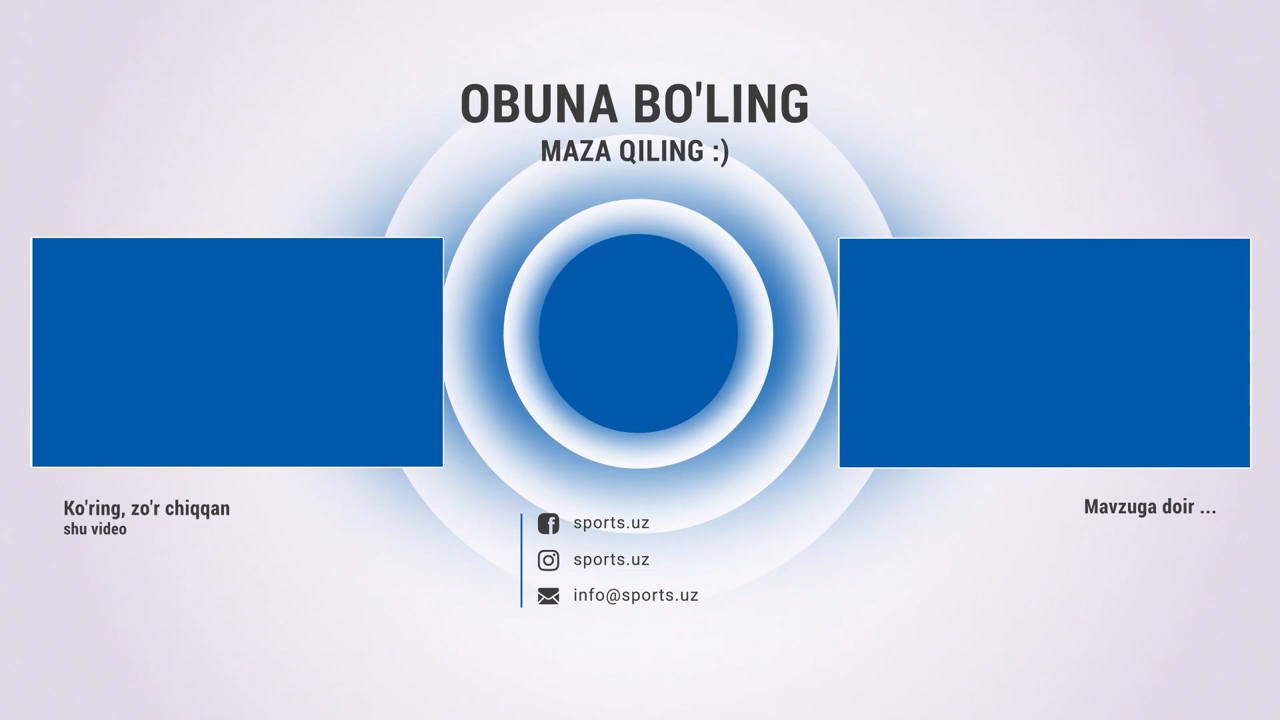 OBUNA BO'LING
MAZA QILING :)
Ko'ring, zo'r chiqqan
shu video
Mavzuga doir ...
sports.uz
sports.uz
info@sports.uz